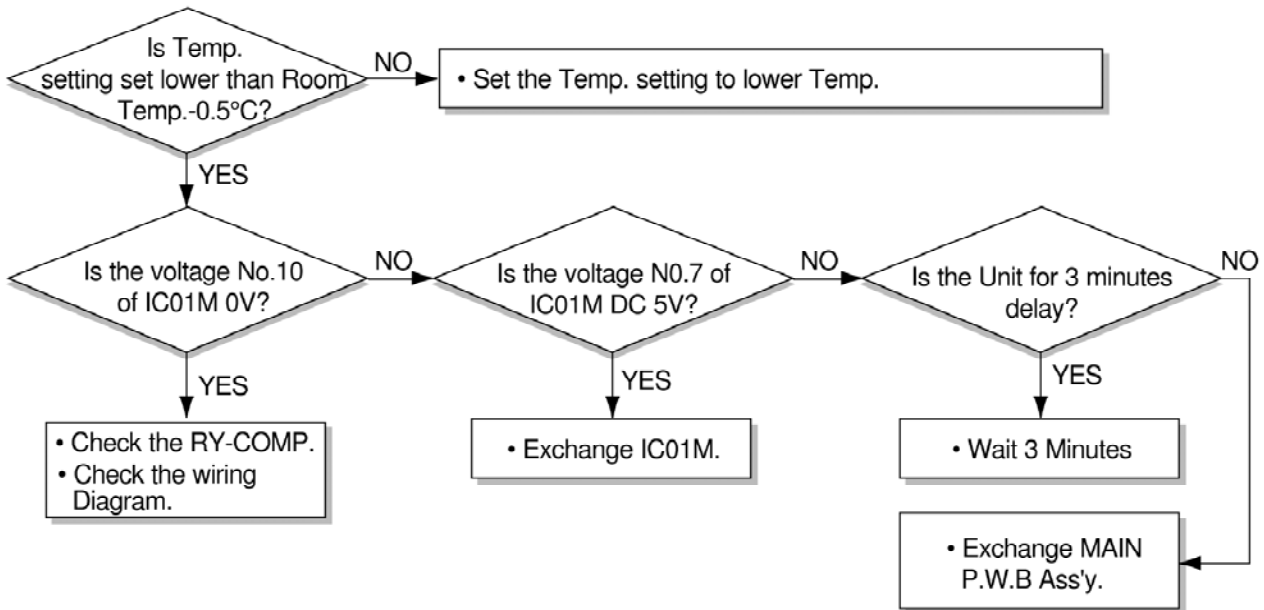 Is Temp.
setting set lower than Room
Temp.-0.5°C?
NO
• Set the Temp. setting to lower Temp.
YES
Is the voltage No.10
of IC01M 0V?
NO
Is the voltage N0.7 of
IC01M DC 5V?
NO
Is the Unit for 3 minutes
delay?
NO
YES
YES
YES
• Check the RY-COMP.
• Check the wiring
Diagram.
• Exchange IC01M.
• Wait 3 Minutes
• Exchange MAIN
P.W.B Ass'y.